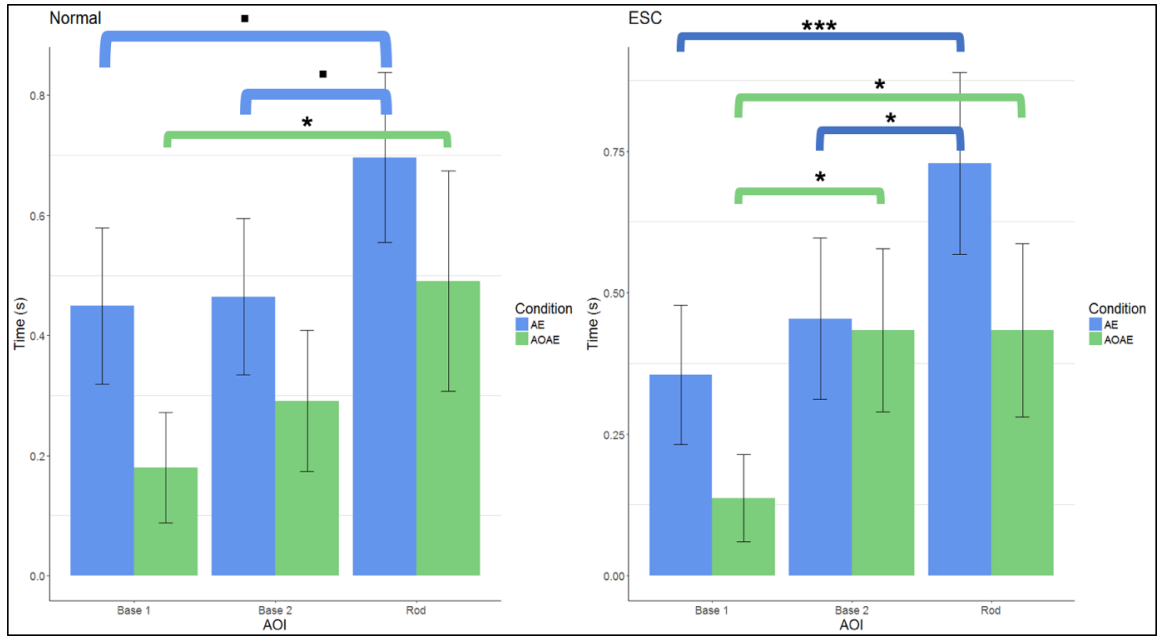 Normal
▪
▪
*
0.8
0.6
0.4
0.2
0.0
Time (s)
Base 1
Base 2
Rod
AOI
Condition
AE
AOAE
ESC
***
*
*
*
0.75
0.50
0.25
0.00
Time (s)
Base 1
Base 2
Rod
AOI
Condition
AE
AOAE